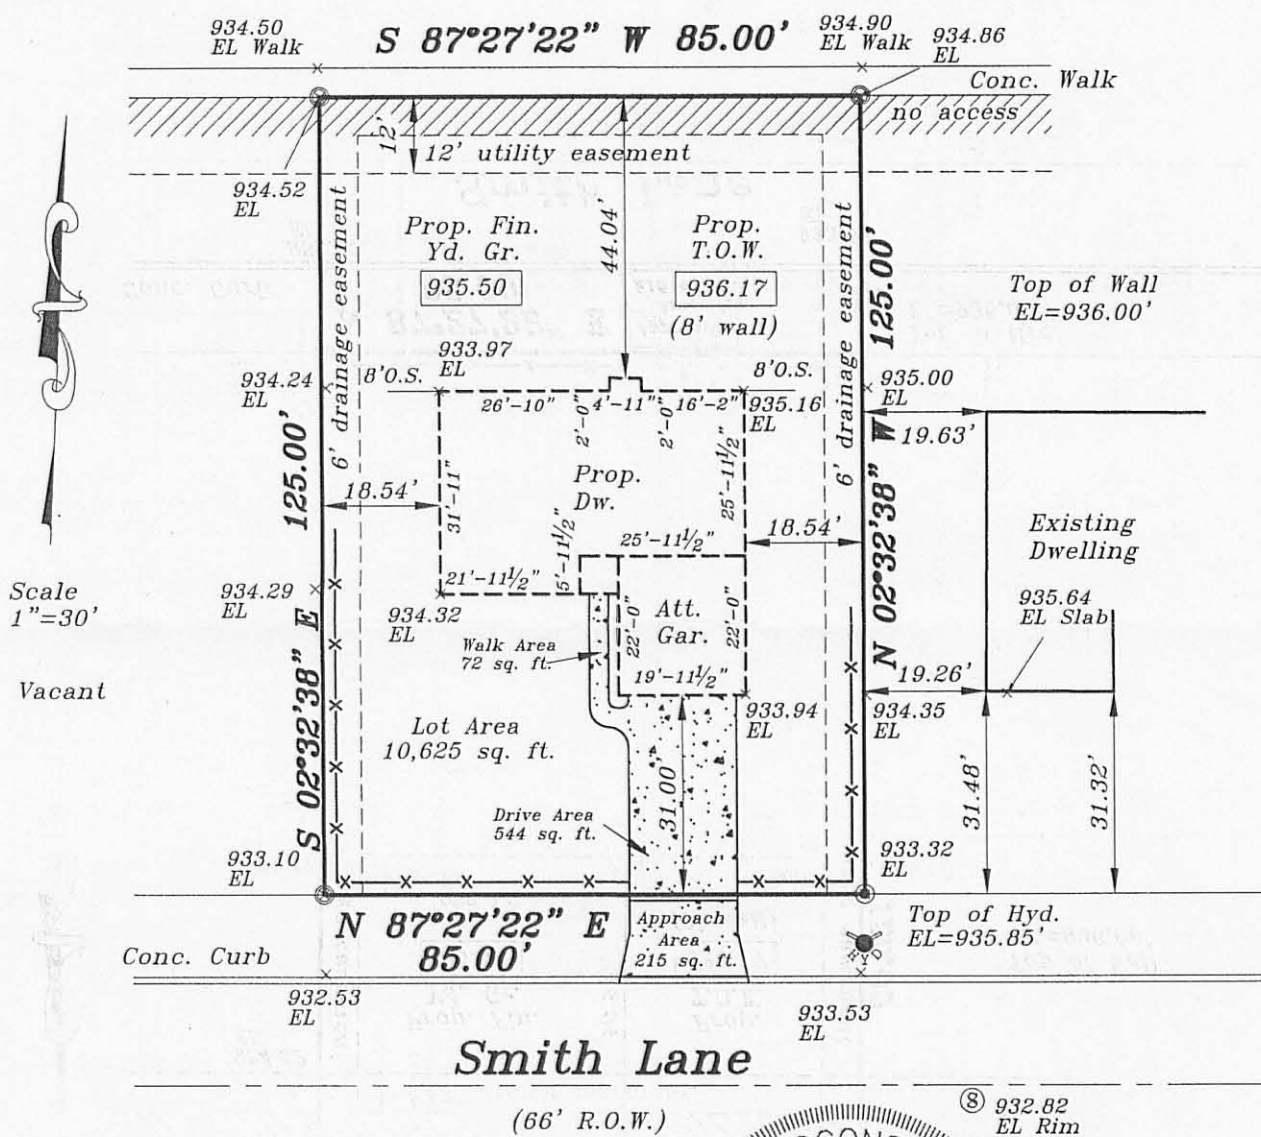 934.50
EL Walk
S 87°27'22" W 85.00'
934.90
EL Walk
934.86
EL
Conc. Walk
no access
12'
12' utility easement
934.52
EL
Prop. Fin.
Yd. Gr.
935.50
44.04'
Prop.
T.O.W.
936.17
(8' wall)
6' drainage easement
6' drainage easement
125.00'
Top of Wall
EL=936.00'
933.97
EL
934.24
EL
8'O.S.
8'O.S.
935.00
EL
26'-10"
2'-0"
4'-11"
2'-0"
16'-2"
935.16
EL
19.63'
125.00'
18.54'
31'-11"
Prop.
Dw.
25'-11½"
N 02°32'38" W
5'-11½"
25'-11½"
18.54'
Existing
Dwelling
Scale
1"=30'
934.29
EL
21'-11½"
934.32
EL
Att.
Gar.
22'-0"
22'-0"
935.64
EL Slab
Walk Area
72 sq. ft.
19'-11½"
19.26'
Vacant
S 02°32'38" E
Lot Area
10,625 sq. ft.
933.94
EL
934.35
EL
31.00'
31.48'
31.32'
Drive Area
544 sq. ft.
933.10
EL
933.32
EL
N 87°27'22" E
85.00'
Approach
Area
215 sq. ft.
HYD
Top of Hyd.
EL=935.85'
Conc. Curb
932.53
EL
933.53
EL
Smith Lane
(66' R.O.W.)
S
932.82
EL Rim